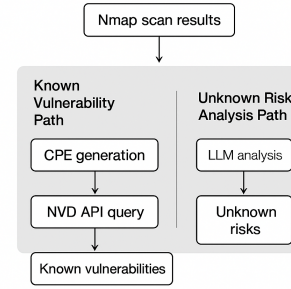 Nmap scan results
Known
Vulnerability
Path
CPE generation
NVD API query
Known vulnerabilities
Unknown Risk
Analysis Path
LLM analysis
Unknown
risks